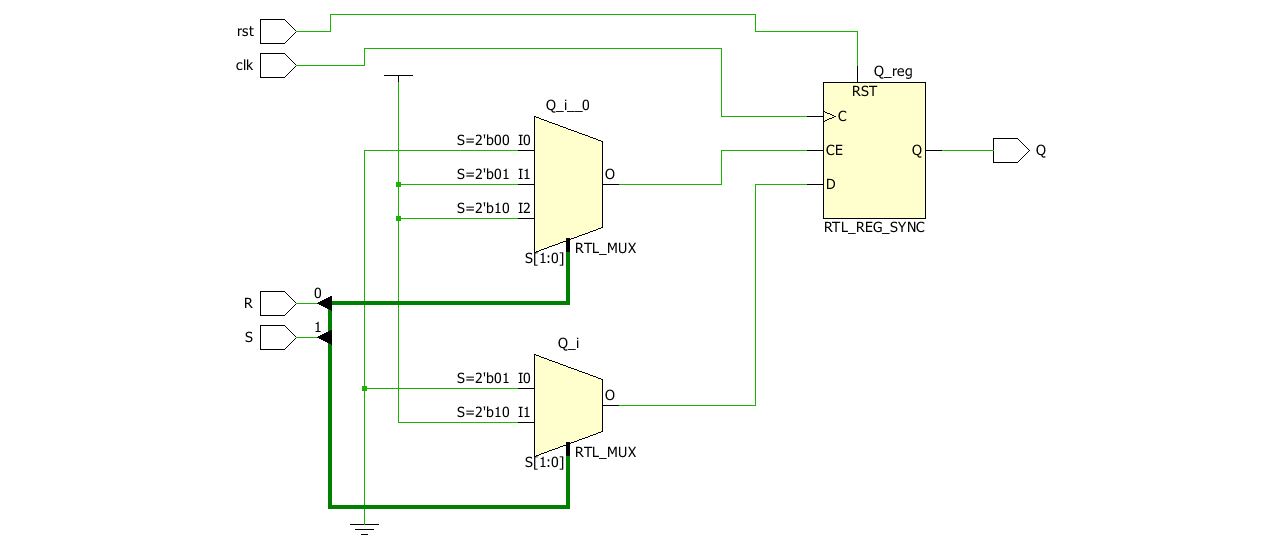 rst
clk
Q_reg
RST
C
CE
D
Q
RTL_REG_SYNC
Q
Q_i__0
S=2'b00 I0
S=2'b01 I1
S=2'b10 I2
O
S[1:0]
RTL_MUX
R
0
S
1
Q_i
S=2'b01 I0
S=2'b10 I1
O
S[1:0]
RTL_MUX